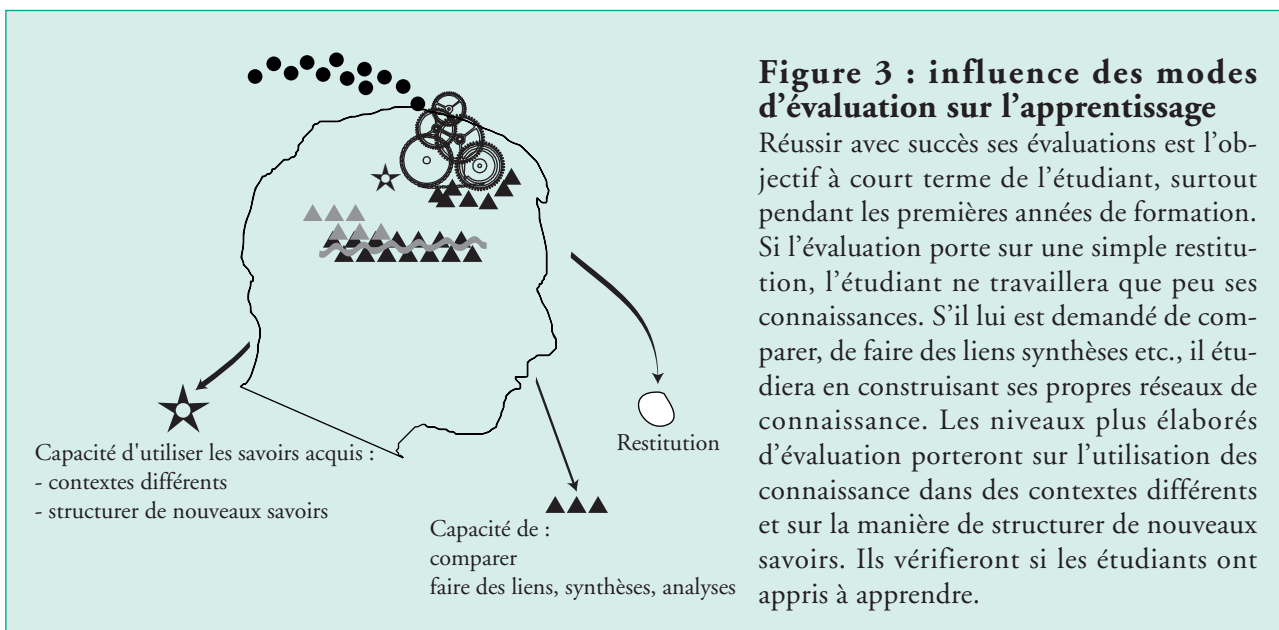 Figure 3 : influence des modes
d'évaluation sur l'apprentissage
Réussir avec succès ses évaluations est l'ob-
jectif à court terme de l'étudiant, surtout
pendant les premières années de formation.
Si l'évaluation porte sur une simple restitu-
tion, l'étudiant ne travaillera que peu ses
connaissances. S'il lui est demandé de com-
parer, de faire des liens synthèses etc., il étu-
diera en construisant ses propres réseaux de
connaissance. Les niveaux plus élaborés
d'évaluation porteront sur l'utilisation des
connaissance dans des contextes différents
et sur la manière de structurer de nouveaux
savoirs. Ils vérifieront si les étudiants ont
appris à apprendre.
Restitution
Capacité d'utiliser les savoirs acquis :
- contextes différents
- structurer de nouveaux savoirs
Capacité de :
comparer
faire des liens, synthèses, analyses